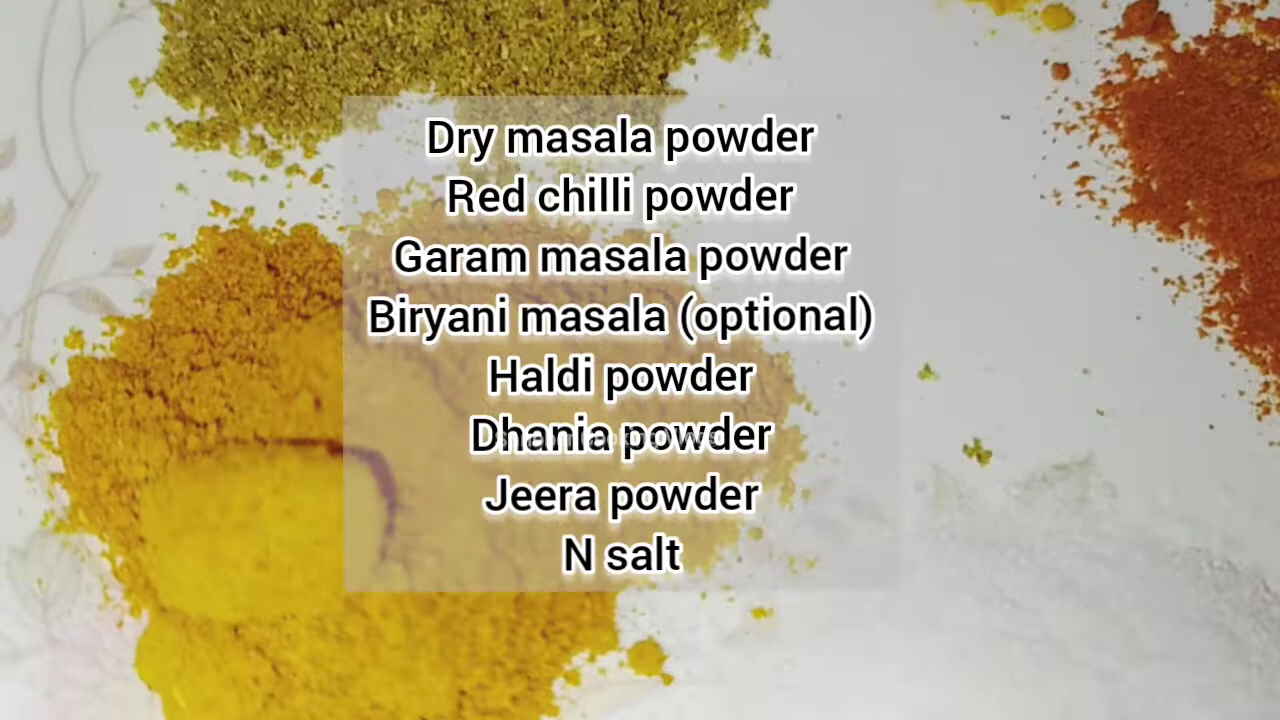 Dry masala powder
Red chilli powder
Garam masala powder
Biryani masala (optional)
Haldi powder
Dhania powder
Jeera powder
N salt